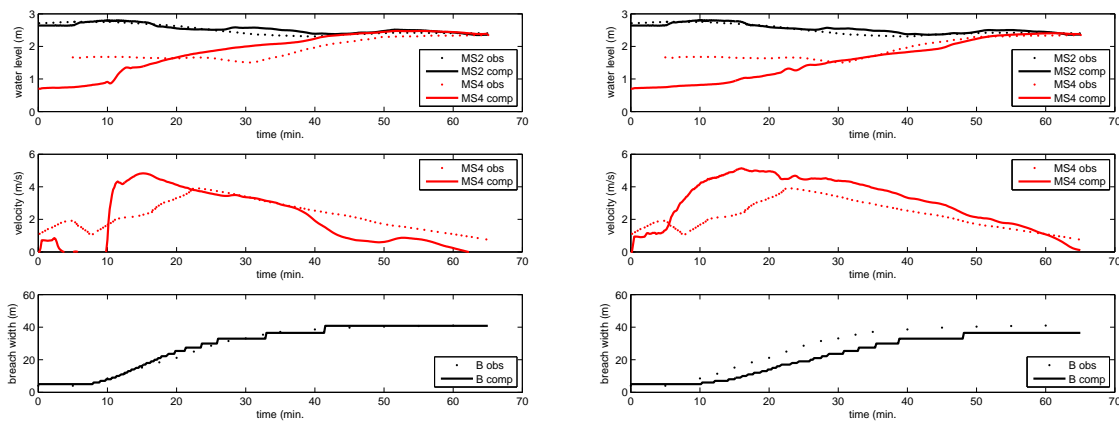 3
2
1
0
water level (m)
0 10 20 30 40 50 60 70
time (min.
MS2 obs
MS2 comp
MS4 obs
MS4 comp
6
4
2
0
velocity (m/s)
0 10 20 30 40 50 60 70
time (min.
MS4 obs
MS4 comp
60
40
20
0
breach width (m)
0 10 20 30 40 50 60 70
time (min.
B obs
B comp
3
2
1
0
water level (m)
0 10 20 30 40 50 60 70
time (min.
MS2 obs
MS2 comp
MS4 obs
MS4 comp
6
4
2
0
velocity (m/s)
0 10 20 30 40 50 60 70
time (min.
MS4 obs
MS4 comp
60
40
20
0
breach width (m)
0 10 20 30 40 50 60 70
time (min.
B obs
B comp